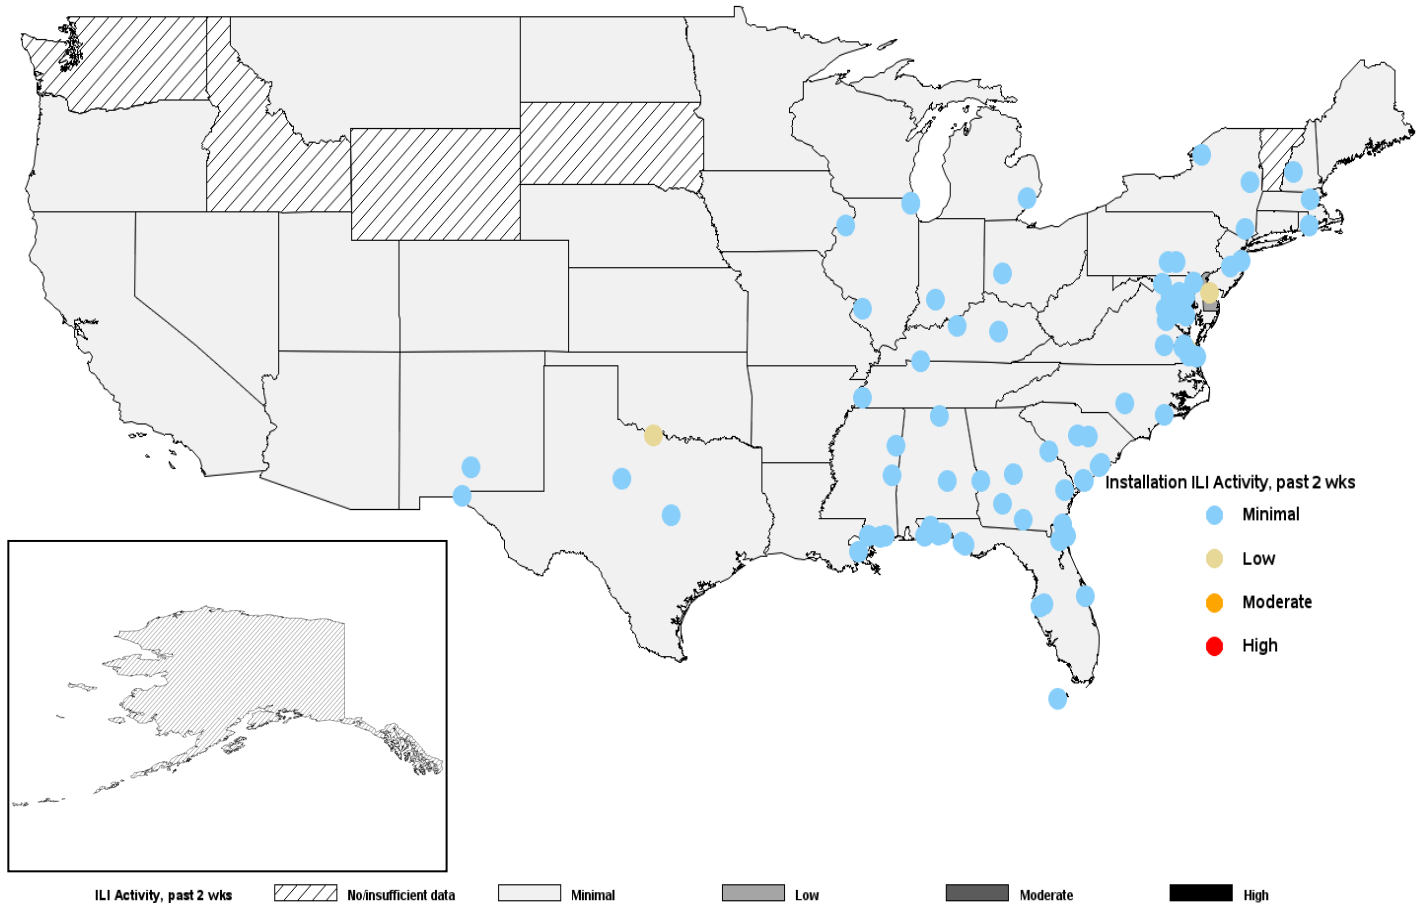 Installation ILI Activity, past 2 wks
Minimal
Low
Moderate
High
ILI Activity, past 2 wks No/insufficient data Minimal Low Moderate High